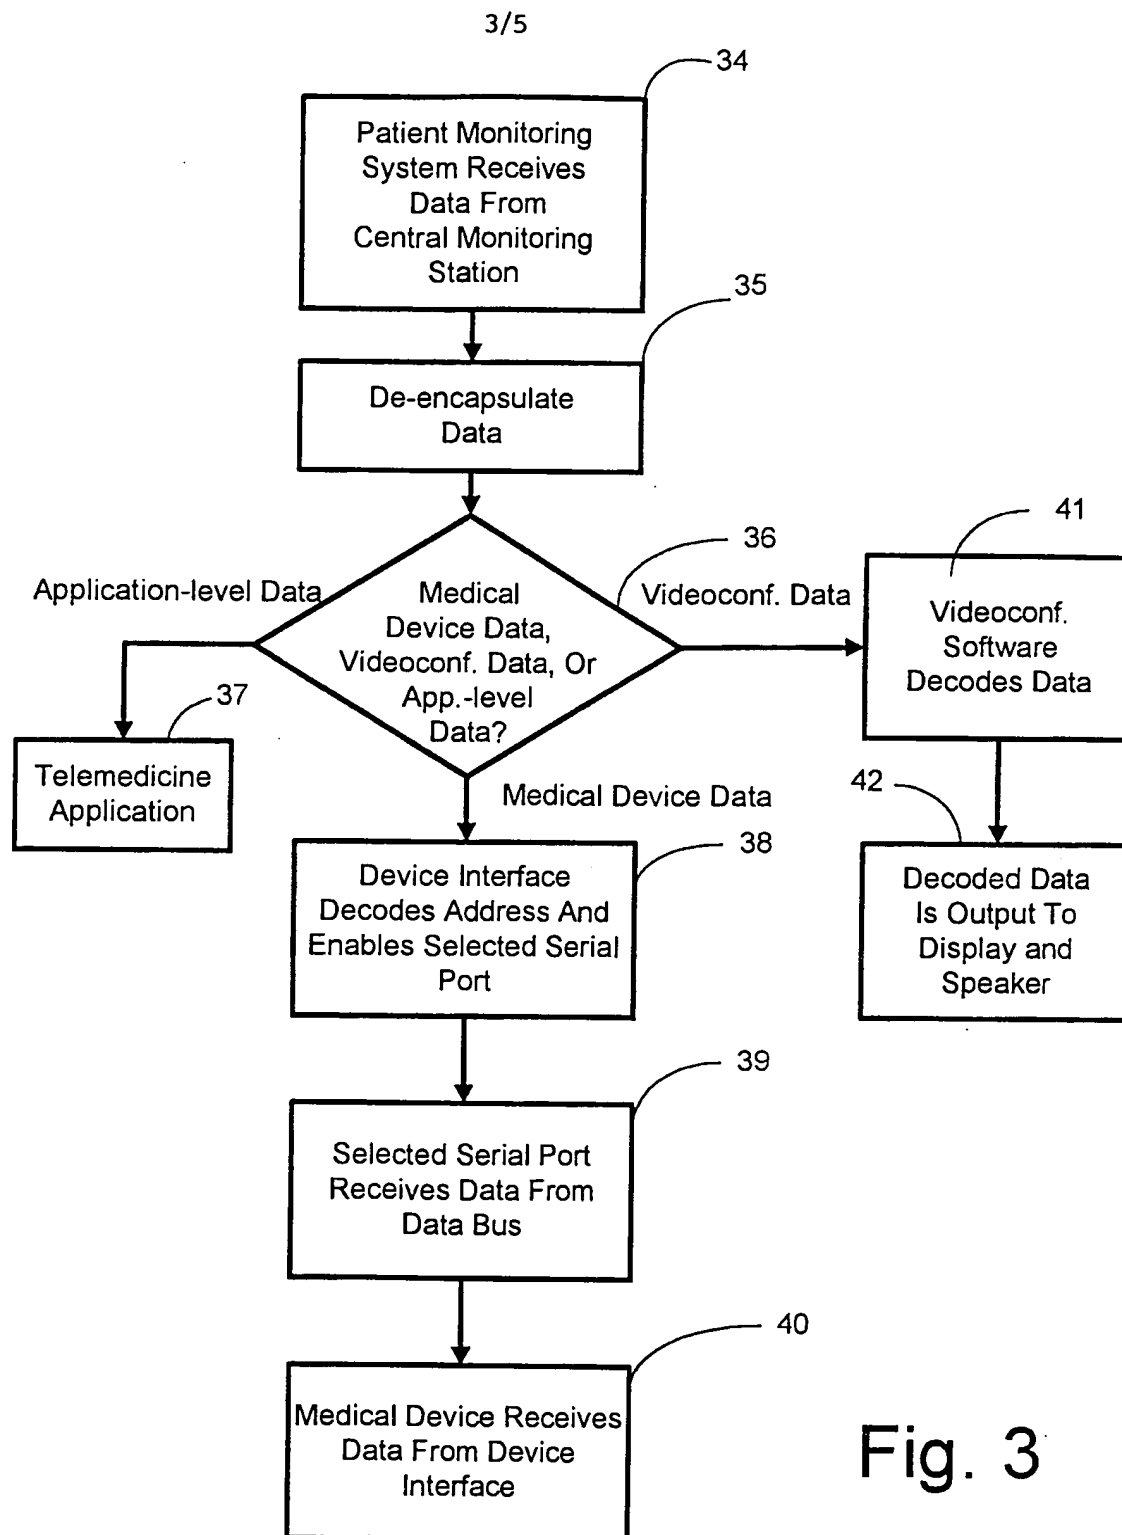 3/5
34
Patient Monitoring
System Receives
Data From
Central Monitoring
Station
35
De-encapsulate
Data
36
Application-level Data
Medical
Device Data,
Videoconf. Data, Or
App.-level
Data?
Videoconf. Data
41
Videoconf.
Software
Decodes Data
37
Telemedicine
Application
Medical Device Data
42
Decoded Data
Is Output To
Display and
Speaker
38
Device Interface
Decodes Address And
Enables Selected Serial
Port
39
Selected Serial Port
Receives Data From
Data Bus
40
Medical Device Receives
Data From Device
Interface
Fig. 3